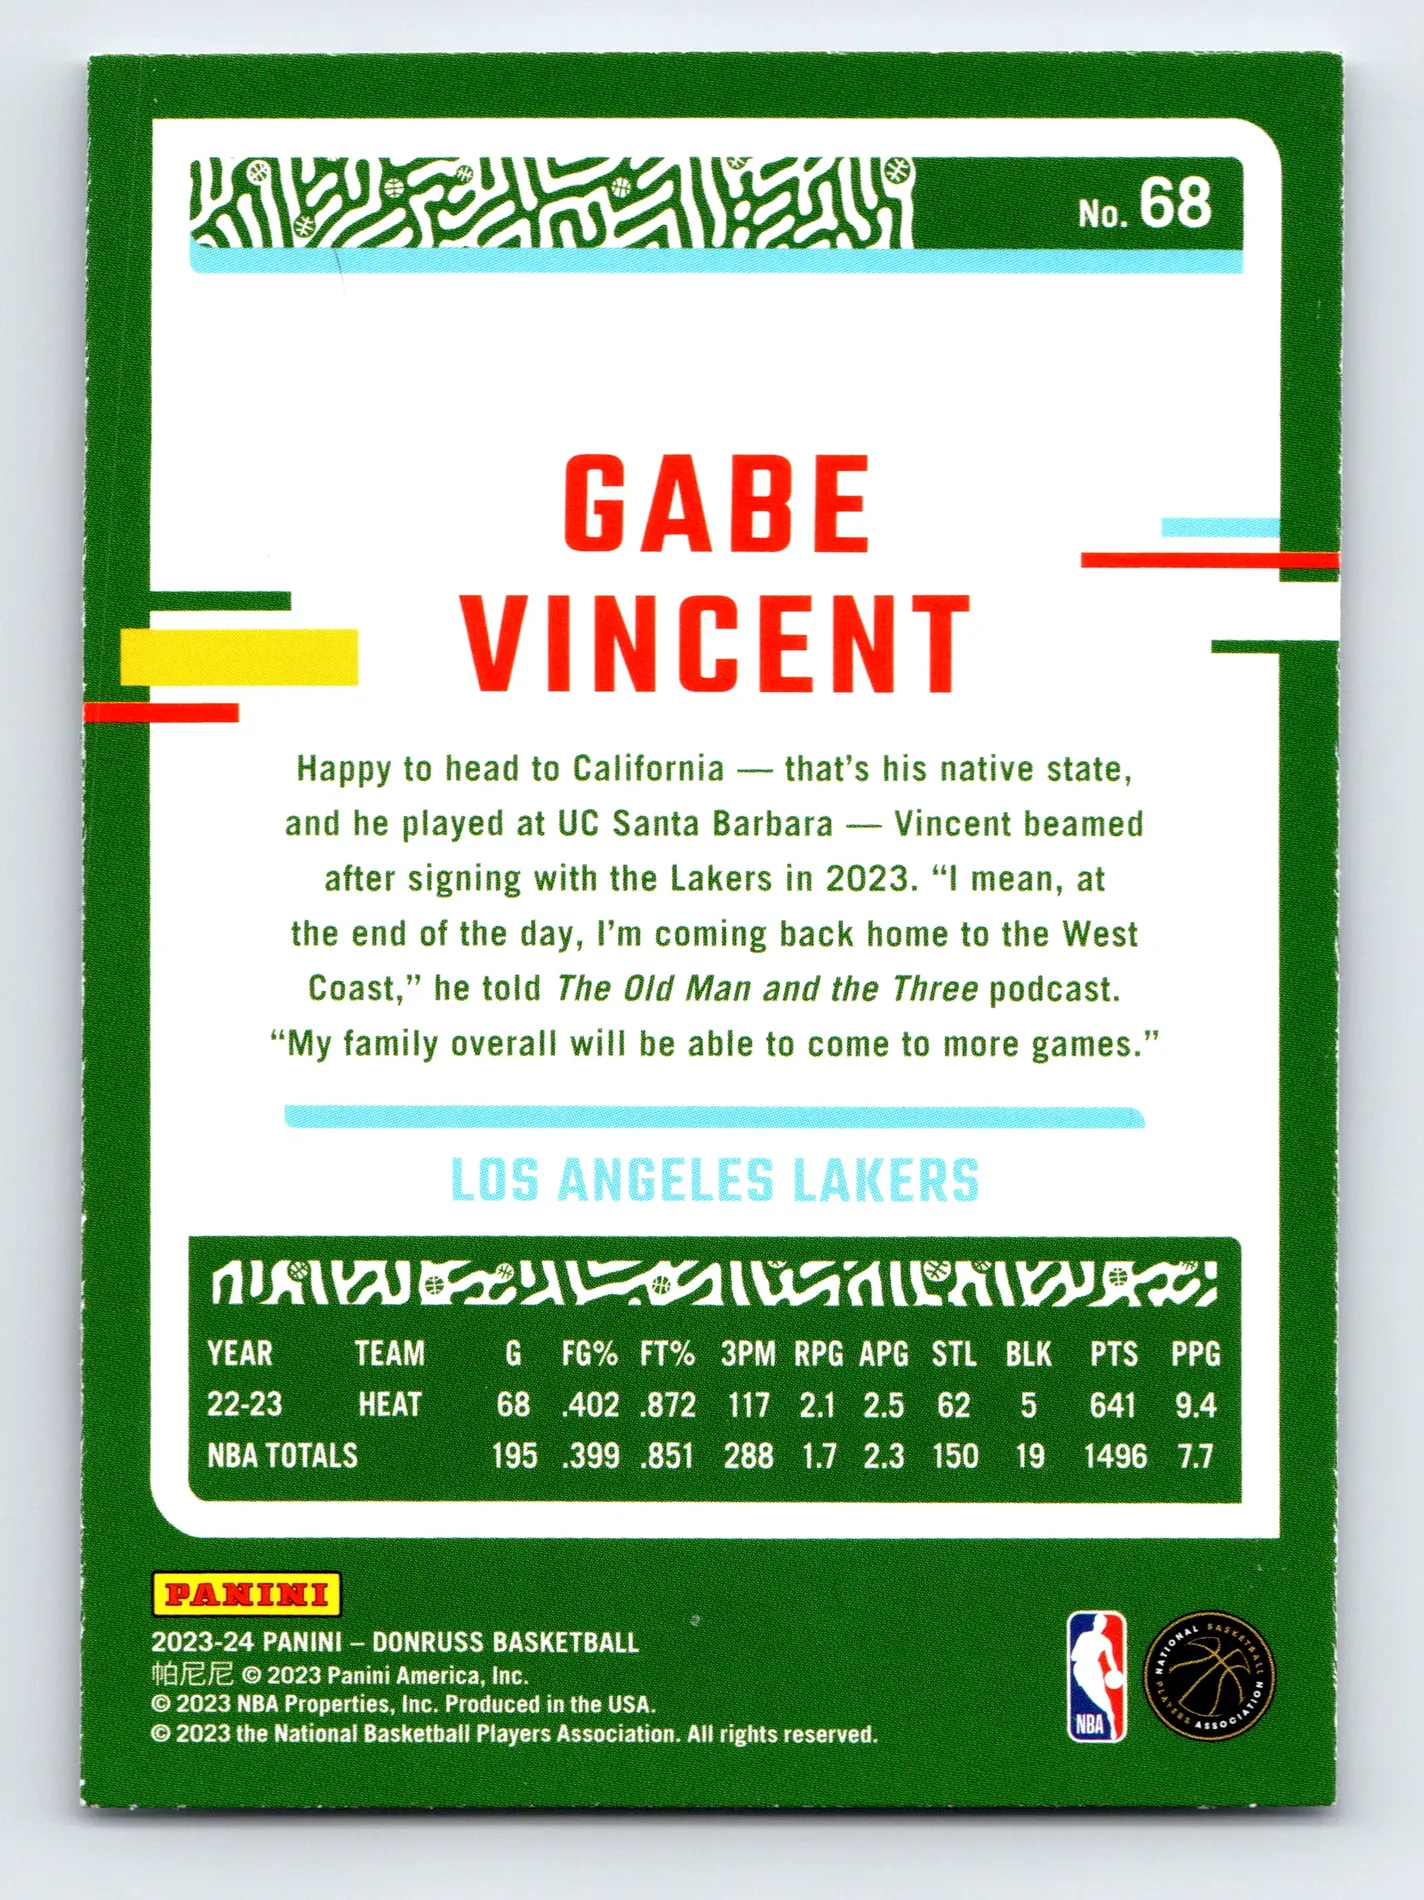 No. 68
GABE
VINCENT
Happy to head to California — that’s his native state,
and he played at UC Santa Barbara — Vincent beamed
after signing with the Lakers in 2023. “I mean, at
the end of the day, I’m coming back home to the West
Coast,” he told The Old Man and the Three podcast.
“My family overall will be able to come to more games.”
LOS ANGELES LAKERS
YEAR TEAM G FG% FT% 3PM RPG APG STL BLK PTS PPG
22-23 HEAT 68 .402 .872 117 2.1 2.5 62 5 641 9.4
NBA TOTALS 195 .399 .851 288 1.7 2.3 150 19 1496 7.7
PANINI
2023-24 PANINI – DONRUSS BASKETBALL
帕尼尼 © 2023 Panini America, Inc.
© 2023 NBA Properties, Inc. Produced in the USA.
© 2023 the National Basketball Players Association. All rights reserved.
NBA
NATIONAL BASKETBALL
PLAYERS ASSOCIATION